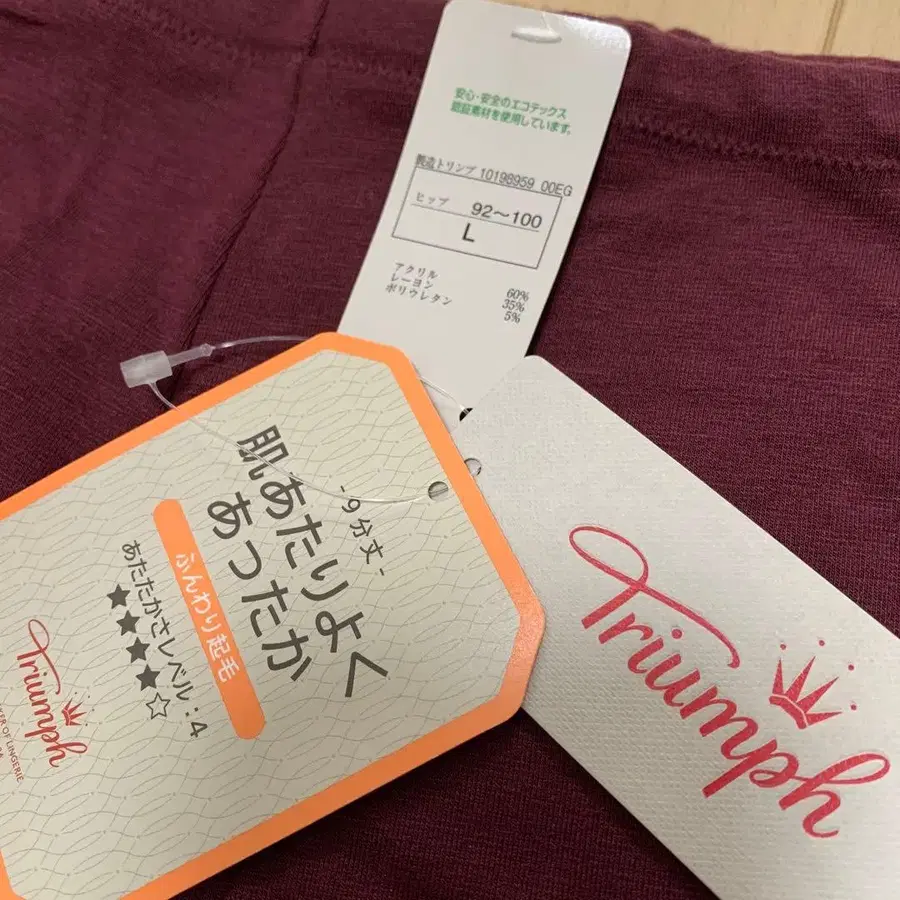 安心・安全のエコテックス
認証素材を使用しています。
製造トリンプ 10198959 00EG
ヒップ 92～100
L
アクリル 60%
レーヨン 35%
ポリウレタン 5%
-9分丈-
肌あたりよく
あったか
ふんわり起毛
あたたかさレベル:4
★★★★☆
Triumph
OF LINGERIE
Triumph